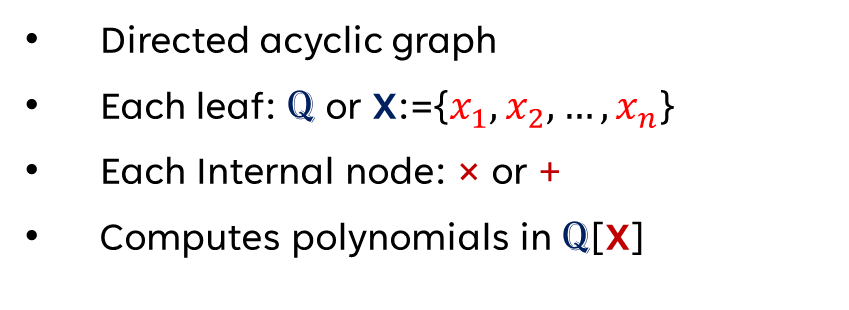 • Directed acyclic graph
• Each leaf: ℚ or X:={x₁, x₂, … , xₙ}
• Each Internal node: × or +
• Computes polynomials in ℚ[X]